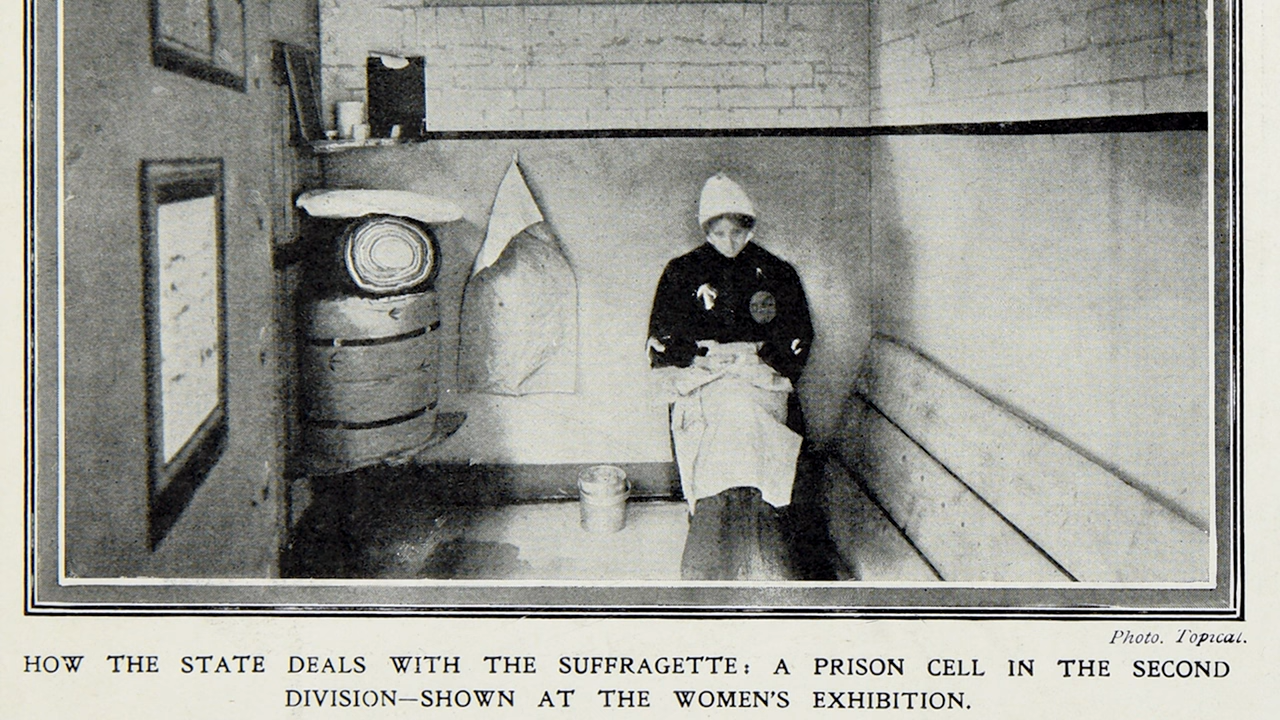 Photo. Topical.
HOW THE STATE DEALS WITH THE SUFFRAGETTE: A PRISON CELL IN THE SECOND
DIVISION—SHOWN AT THE WOMEN'S EXHIBITION.